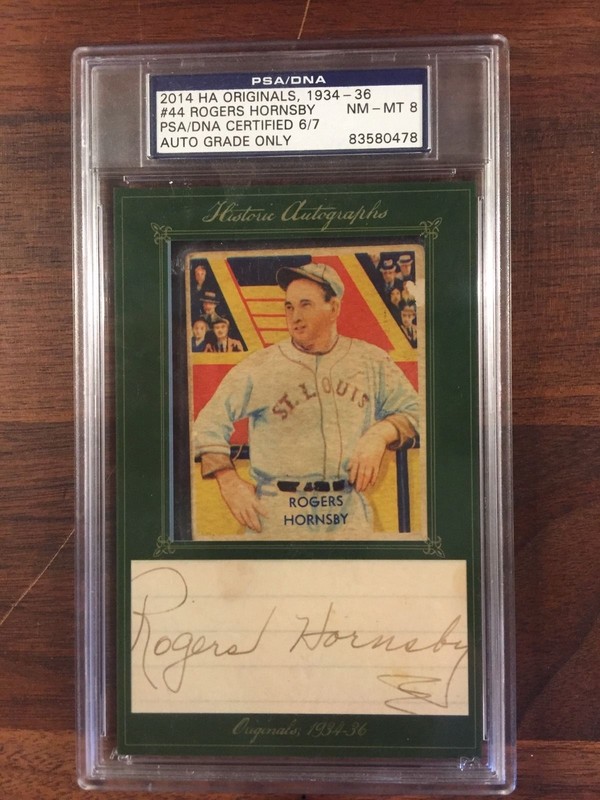 PSA/DNA
2014 HA ORIGINALS, 1934-36
#44 ROGERS HORNSBY NM-MT 8
PSA/DNA CERTIFIED 6/7
AUTO GRADE ONLY 83580478
Historic Autographs
ST. LOUIS
ROGERS
HORNSBY
Rogers Hornsby
Originals, 1934-36